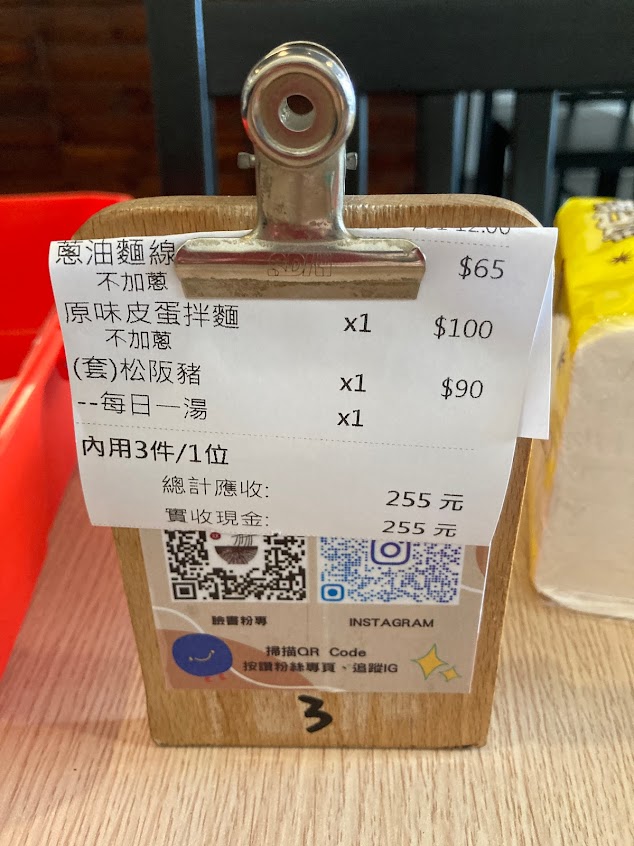 12:00
蔥油麵線 $65
不加蔥
原味皮蛋拌麵 x1 $100
不加蔥
(套)松阪豬 x1 $90
--每日一湯 x1
內用3件/1位
總計應收: 255 元
實收現金: 255 元
臉書粉專 INSTAGRAM
掃描QR Code
按讚粉絲專頁、追蹤IG
3